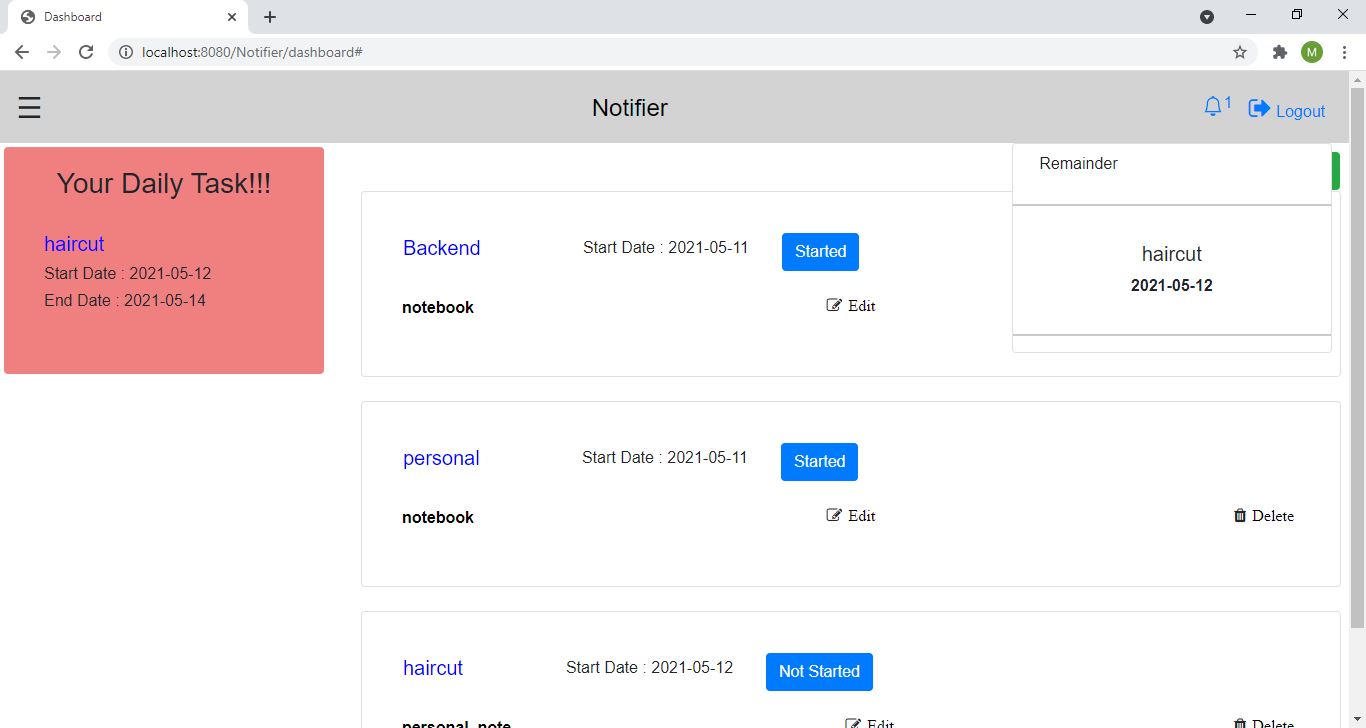 Dashboard
localhost:8080/Notifier/dashboard#
M
Notifier
1
Logout
Your Daily Task!!!
haircut
Start Date : 2021-05-12
End Date : 2021-05-14
Remainder
haircut
2021-05-12
Backend
Start Date : 2021-05-11
Started
notebook
Edit
personal
Start Date : 2021-05-11
Started
notebook
Edit
Delete
haircut
Start Date : 2021-05-12
Not Started
personal_note
Edit
Delete